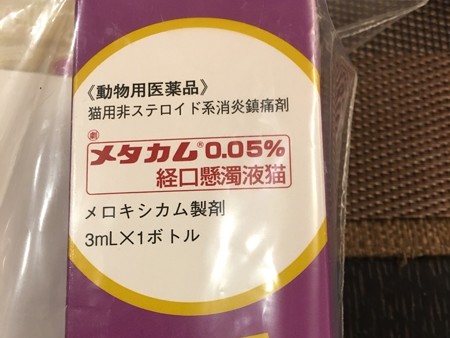 《動物用医薬品》
猫用非ステロイド系消炎鎮痛剤
劇
メタカム®0.05%
経口懸濁液猫
メロキシカム製剤
3mL×1ボトル